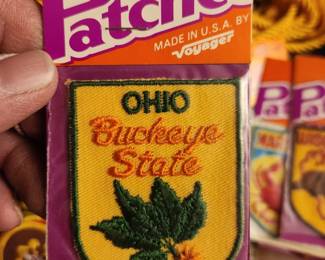 Patches
MADE IN U.S.A. BY
Voyager
OHIO
Buckeye
State